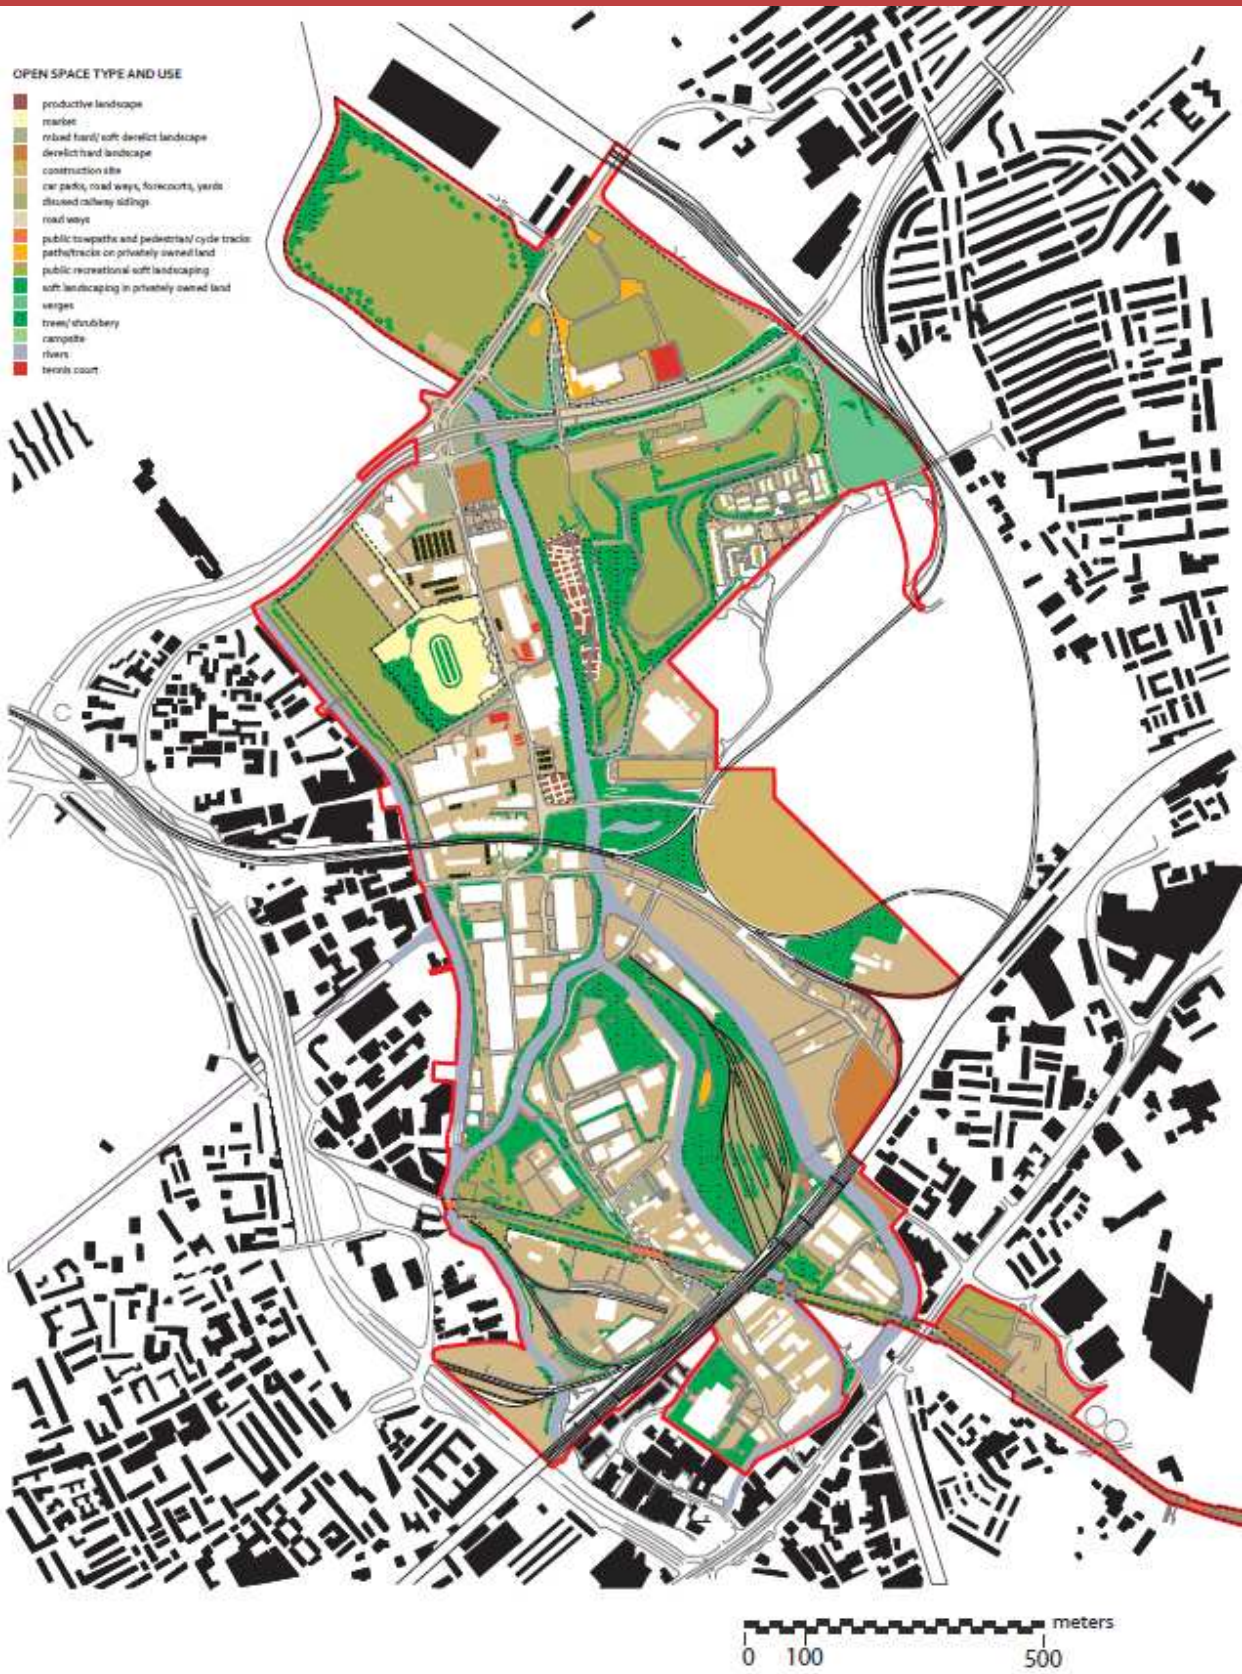 OPEN SPACE TYPE AND USE
productive landscape
market
mixed hard/ soft derelict landscape
derelict hard landscape
construction site
car parks, road ways, forecourts, yards
disused railway sidings
road ways
public towpaths and pedestrian/ cycle tracks
paths/tracks on privately owned land
public recreational soft landscaping
soft landscaping in privately owned land
verges
trees/ shrubbery
campsite
rivers
tennis court
meters
0 100 500